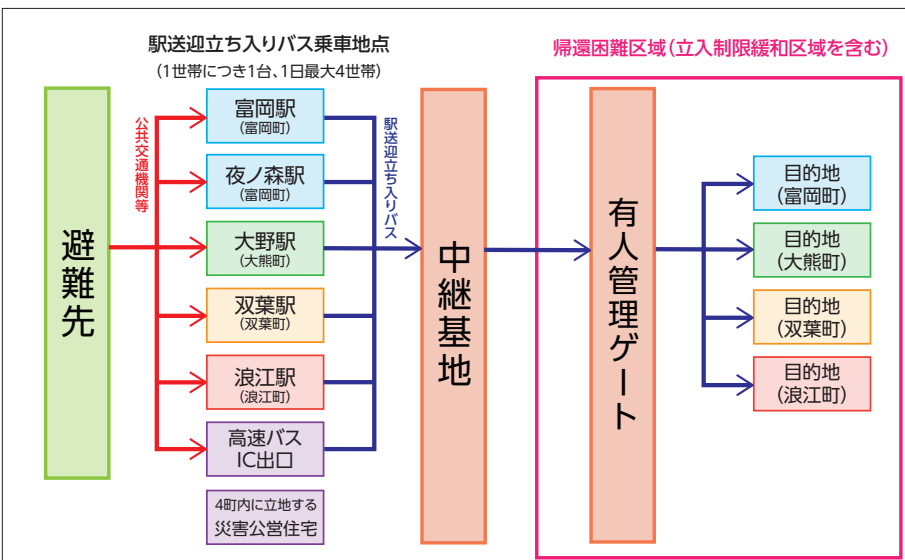 駅送迎立ち入りバス乗車地点
(1世帯につき1台、1日最大4世帯)
帰還困難区域(立入制限緩和区域を含む)
避難先
公共交通機関等
富岡駅
(富岡町)
夜ノ森駅
(富岡町)
大野駅
(大熊町)
双葉駅
(双葉町)
浪江駅
(浪江町)
高速バス
IC出口
4町内に立地する
災害公営住宅
駅送迎立ち入りバス
中継基地
有人管理ゲート
目的地
(富岡町)
目的地
(大熊町)
目的地
(双葉町)
目的地
(浪江町)